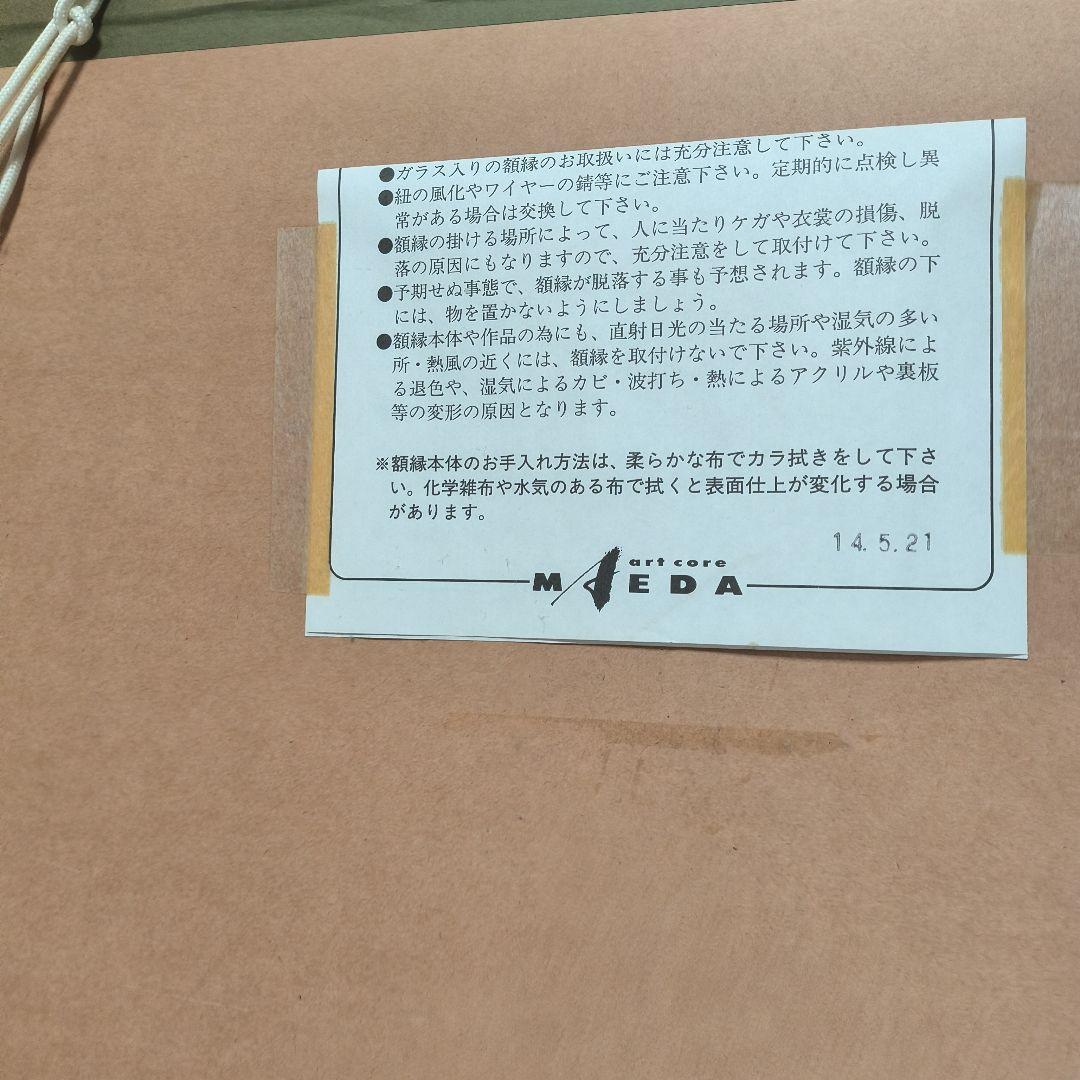 ●ガラス入りの額縁のお取扱いには充分注意して下さい。
●紐の風化やワイヤーの錆等にご注意下さい。定期的に点検し異
常がある場合は交換して下さい。
●額縁の掛ける場所によって、人に当たりケガや衣裳の損傷、脱
落の原因にもなりますので、充分注意をして取付けて下さい。
●予期せぬ事態で、額縁が脱落する事も予想されます。額縁の下
には、物を置かないようにしましょう。
●額縁本体や作品の為にも、直射日光の当たる場所や湿気の多い
所・熱風の近くには、額縁を取付けないで下さい。紫外線によ
る退色や、湿気によるカビ・波打ち・熱によるアクリルや裏板
等の変形の原因となります。
※額縁本体のお手入れ方法は、柔らかな布でカラ拭きをして下さ
い。化学雑布や水気のある布で拭くと表面仕上が変化する場合
があります。
14.5.21
art core
MAEDA